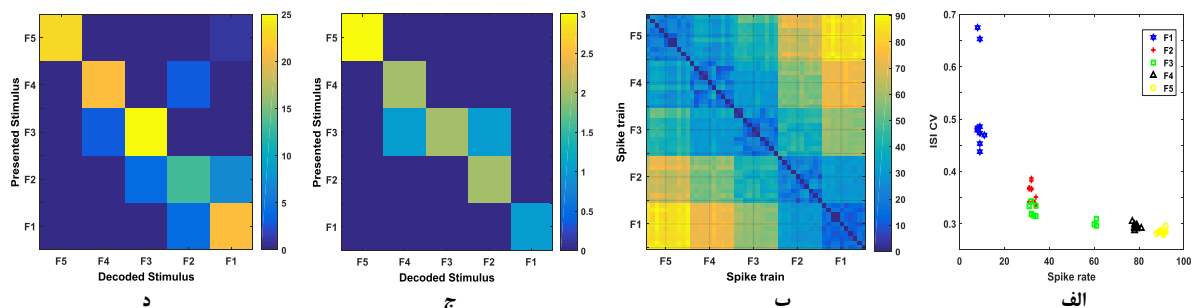 F5
F4
F3
F2
F1
Presented Stimulus
F5 F4 F3 F2 F1
Decoded Stimulus
25
20
15
10
5
0
د
F5
F4
F3
F2
F1
Presented Stimulus
F5 F4 F3 F2 F1
Decoded Stimulus
3
2.5
2
1.5
1
0.5
0
ج
F5
F4
F3
F2
F1
Spike train
F5 F4 F3 F2 F1
Spike train
90
80
70
60
50
40
30
20
10
0
ب
0.7
0.6
0.5
0.4
0.3
ISI CV
0 20 40 60 80 100
Spike rate
F1
F2
F3
F4
F5
الف